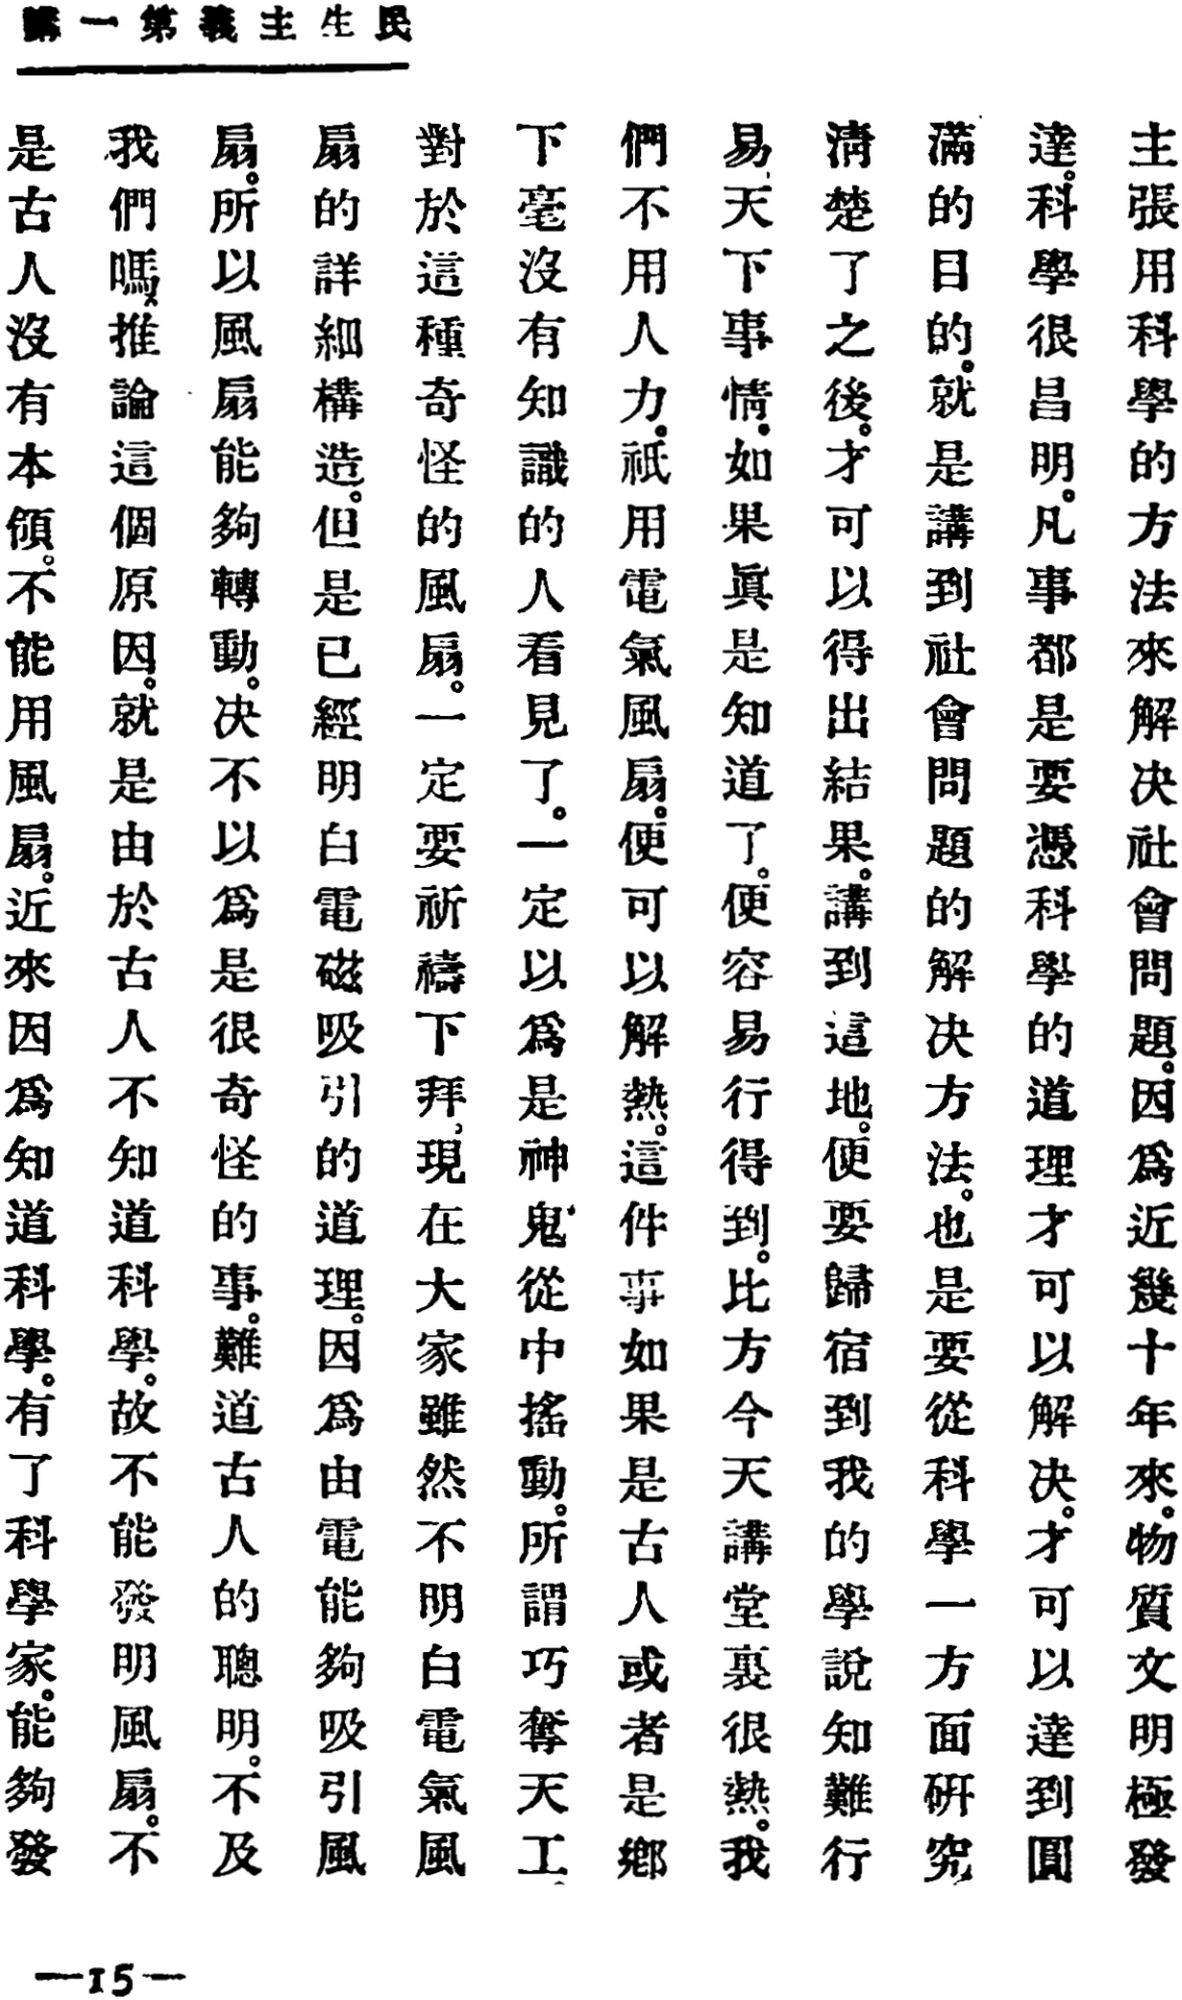 民生主義第一講
主張用科學的方法來解决社會問題。因爲近幾十年來。物質文明極發
達。科學很昌明。凡事都是要憑科學的道理才可以解决。才可以達到圓
滿的目的。就是講到社會問題的解决方法。也是要從科學一方面研究
清楚了之後。才可以得出結果。講到這地。便要歸宿到我的學說知難行
易、天下事情。如果眞是知道了。便容易行得到。比方今天講堂裏很熱。我
們不用人力。祇用電氣風扇。便可以解熱。這件事如果是古人或者是鄉
下毫沒有知識的人看見了。一定以爲是神鬼從中搖動。所謂巧奪天工、
對於這種奇怪的風扇。一定要祈禱下拜、現在大家雖然不明白電氣風
扇的詳細構造。但是已經明白電磁吸引的道理。因爲由電能夠吸引風
扇。所以風扇能夠轉動。决不以爲是很奇怪的事。難道古人的聰明。不及
我們嗎、推論這個原因。就是由於古人不知道科學。故不能發明風扇。不
是古人沒有本領。不能用風扇。近來因爲知道科學。有了科學家。能夠發
—15—